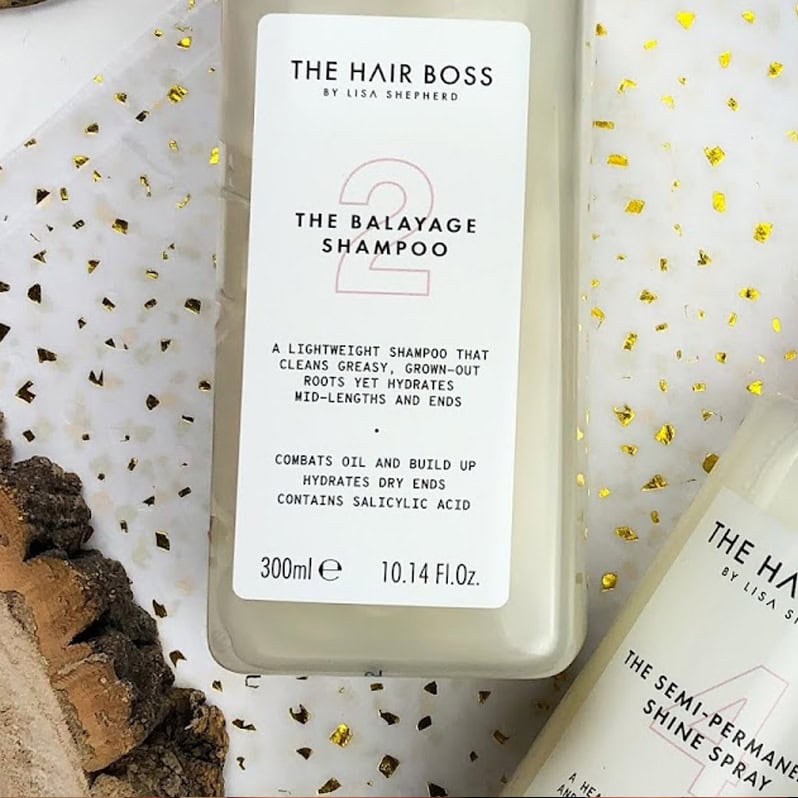 THE HAIR BOSS
BY LISA SHEPHERD
2
THE BALAYAGE
SHAMPOO
A LIGHTWEIGHT SHAMPOO THAT
CLEANS GREASY, GROWN-OUT
ROOTS YET HYDRATES
MID-LENGTHS AND ENDS
•
COMBATS OIL AND BUILD UP
HYDRATES DRY ENDS
CONTAINS SALICYLIC ACID
300ml ℮ 10.14 Fl.Oz.
THE HA
BY LISA S
4
THE SEMI-PERMANE
SHINE SPRAY
A HEA